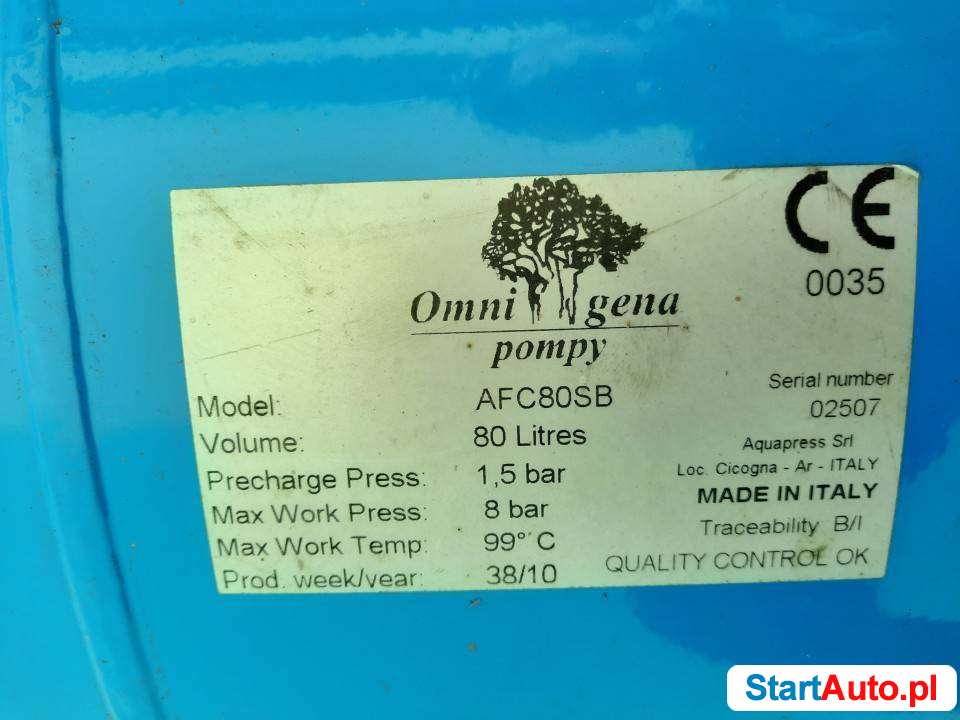 CE
0035
Omnigena
pompy
Serial number
02507
Model: AFC80SB
Volume: 80 Litres
Precharge Press: 1,5 bar
Max Work Press: 8 bar
Max Work Temp: 99° C
Prod. week/year: 38/10
Aquapress Srl
Loc. Cicogna - Ar - ITALY
MADE IN ITALY
Traceability B/I
QUALITY CONTROL OK
StartAuto.pl